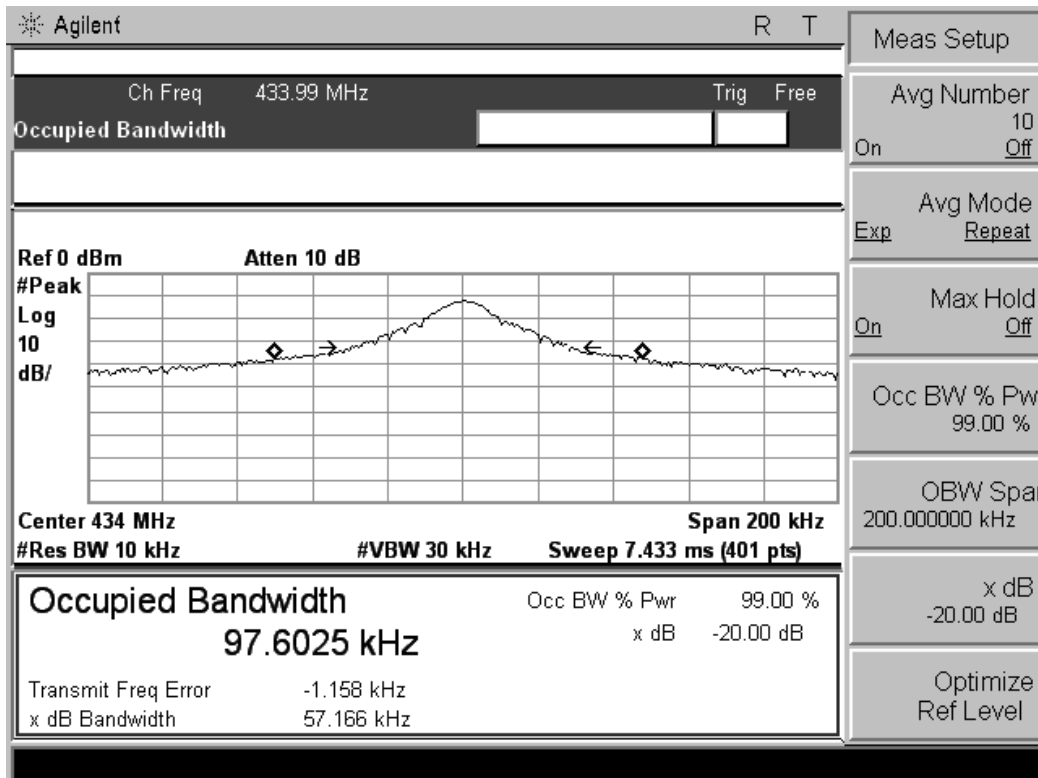 Agilent R T
Ch Freq 433.99 MHz Trig Free
Occupied Bandwidth
Ref 0 dBm Atten 10 dB
#Peak
Log
10
dB/
Center 434 MHz Span 200 kHz
#Res BW 10 kHz #VBW 30 kHz Sweep 7.433 ms (401 pts)
Occupied Bandwidth Occ BW % Pwr 99.00 %
97.6025 kHz x dB -20.00 dB
Transmit Freq Error -1.158 kHz
x dB Bandwidth 57.166 kHz
Meas Setup
Avg Number
10
On Off
Avg Mode
Exp Repeat
Max Hold
On Off
Occ BW % Pw
99.00 %
OBW Spa
200.000000 kHz
x dB
-20.00 dB
Optimize
Ref Level